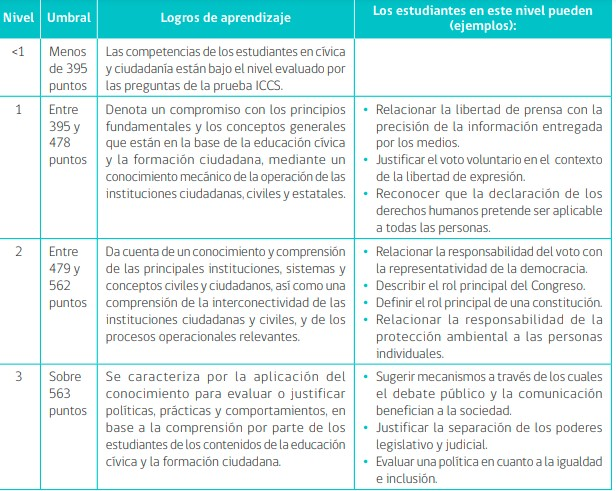 Nivel Umbral Logros de aprendizaje Los estudiantes en este nivel pueden
(ejemplos):
<1
Menos
de 395
puntos
Las competencias de los estudiantes en cívica
y ciudadanía están bajo el nivel evaluado por
las preguntas de la prueba ICCS.
1
Entre
395 y
478
puntos
Denota un compromiso con los principios
fundamentales y los conceptos generales
que están en la base de la educación cívica
y la formación ciudadana, mediante un
conocimiento mecánico de la operación de las
instituciones ciudadanas, civiles y estatales.
• Relacionar la libertad de prensa con la
precisión de la información entregada
por los medios.
• Justificar el voto voluntario en el contexto
de la libertad de expresión.
• Reconocer que la declaración de los
derechos humanos pretende ser aplicable
a todas las personas.
2
Entre
479 y
562
puntos
Da cuenta de un conocimiento y comprensión
de las principales instituciones, sistemas y
conceptos civiles y ciudadanos, así como una
comprensión de la interconectividad de las
instituciones ciudadanas y civiles, y de los
procesos operacionales relevantes.
• Relacionar la responsabilidad del voto con
la representatividad de la democracia.
• Describir el rol principal del Congreso.
• Definir el rol principal de una constitución.
• Relacionar la responsabilidad de la
protección ambiental a las personas
individuales.
3
Sobre
563
puntos
Se caracteriza por la aplicación del
conocimiento para evaluar o justificar
políticas, prácticas y comportamientos, en
base a la comprensión por parte de los
estudiantes de los contenidos de la educación
cívica y la formación ciudadana.
• Sugerir mecanismos a través de los cuales
el debate público y la comunicación
benefician a la sociedad.
• Justificar la separación de los poderes
legislativo y judicial.
• Evaluar una política en cuanto a la igualdad
e inclusión.